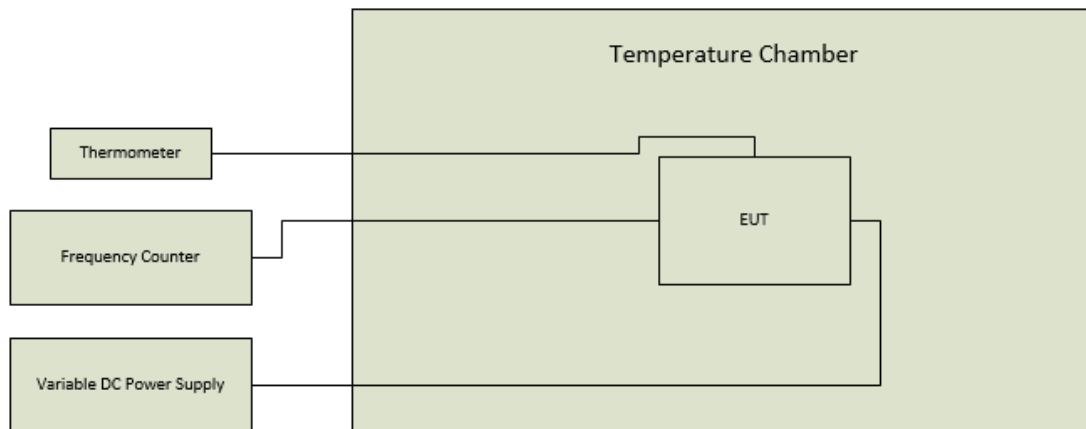 Temperature Chamber
Thermometer
EUT
Frequency Counter
Variable DC Power Supply